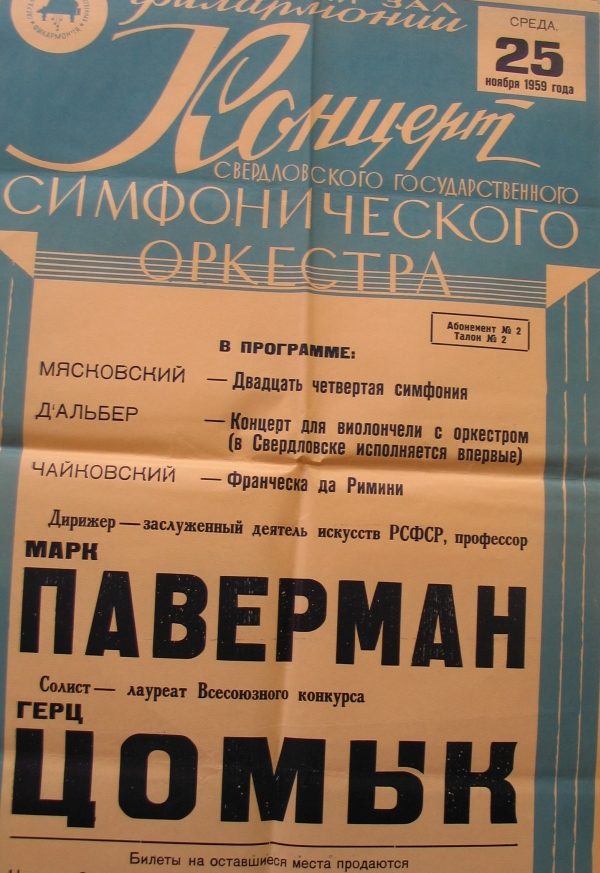 ЗАЛ
филармонии
СРЕДА,
25
ноября 1959 года
Концерт
СВЕРДЛОВСКОГО ГОСУДАРСТВЕННОГО
СИМФОНИЧЕСКОГО
ОРКЕСТРА
Абонемент № 2
Талон № 2
В ПРОГРАММЕ:
МЯСКОВСКИЙ — Двадцать четвертая симфония
Д'АЛЬБЕР — Концерт для виолончели с оркестром
(в Свердловске исполняется впервые)
ЧАЙКОВСКИЙ — Франческа да Римини
Дирижер — заслуженный деятель искусств РСФСР, профессор
МАРК
ПАВЕРМАН
Солист — лауреат Всесоюзного конкурса
ГЕРЦ
ЦОМЫК
Билеты на оставшиеся места продаются